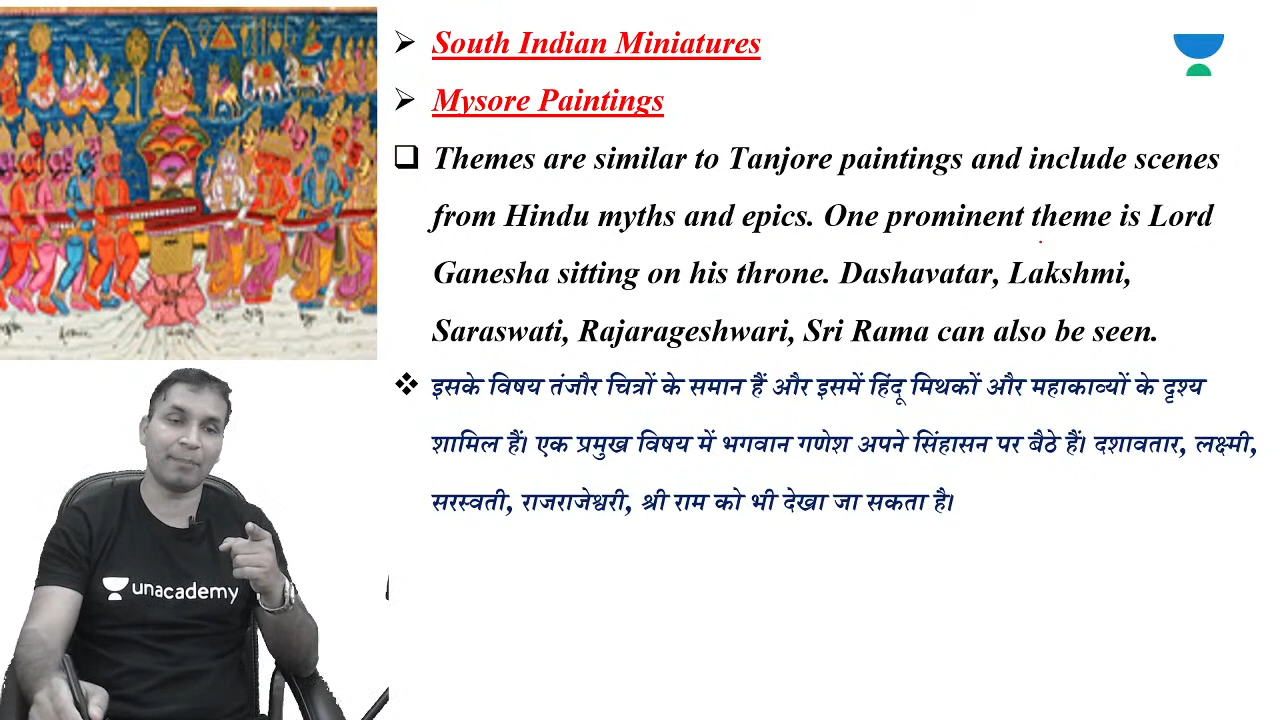 South Indian Miniatures
Mysore Paintings
Themes are similar to Tanjore paintings and include scenes
from Hindu myths and epics. One prominent theme is Lord
Ganesha sitting on his throne. Dashavatar, Lakshmi,
Saraswati, Rajarageshwari, Sri Rama can also be seen.
इसके विषय तंजौर चित्रों के समान हैं और इसमें हिंदू मिथकों और महाकाव्यों के दृश्य
शामिल हैं। एक प्रमुख विषय में भगवान गणेश अपने सिंहासन पर बैठे हैं। दशावतार, लक्ष्मी,
सरस्वती, राजराजेश्वरी, श्री राम को भी देखा जा सकता है।
unacademy